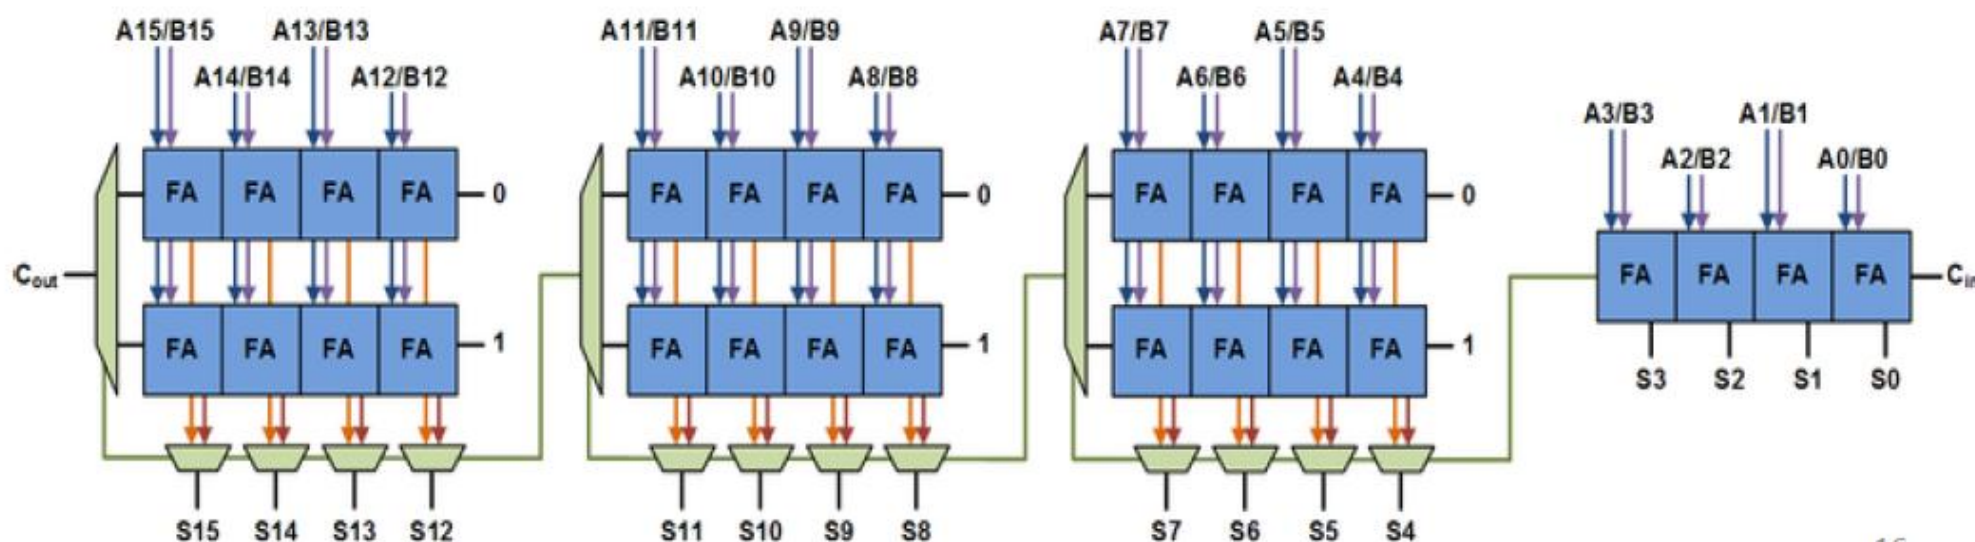 A15/B15 A13/B13 A11/B11 A9/B9 A7/B7 A5/B5
A14/B14 A12/B12 A10/B10 A8/B8 A6/B6 A4/B4
A3/B3 A1/B1
A2/B2 A0/B0
FA FA FA FA 0 FA FA FA FA 0 FA FA FA FA 0
Cout FA FA FA FA Cin
FA FA FA FA 1 FA FA FA FA 1 FA FA FA FA 1
S3 S2 S1 S0
S15 S14 S13 S12 S11 S10 S9 S8 S7 S6 S5 S4